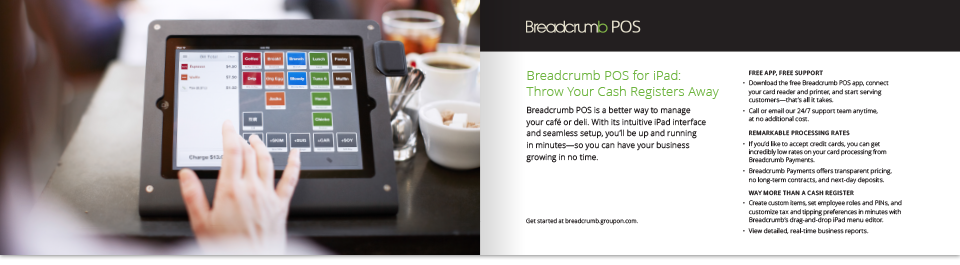 Coffee
Brunch
Lunch
Charge $13.
Breadcrumb POS
Breadcrumb POS for iPad:
Throw Your Cash Registers Away
Breadcrumb POS is a better way to manage
your café or deli. With its intuitive iPad interface
and seamless setup, you'll be up and running
in minutes—so you can have your business
growing in no time.
Get started at breadcrumb.groupon.com.
FREE APP, FREE SUPPORT
• Download the free Breadcrumb POS app, connect
your card reader and printer, and start serving
customers—that's all it takes.
• Call or email our 24/7 support team anytime,
at no additional cost.
REMARKABLE PROCESSING RATES
• If you'd like to accept credit cards, you can get
incredibly low rates on your card processing from
Breadcrumb Payments.
• Breadcrumb Payments offers transparent pricing,
no long-term contracts, and next-day deposits.
WAY MORE THAN A CASH REGISTER
• Create custom items, set employee roles and PINs, and
customize tax and tipping preferences in minutes with
Breadcrumb's drag-and-drop iPad menu editor.
• View detailed, real-time business reports.